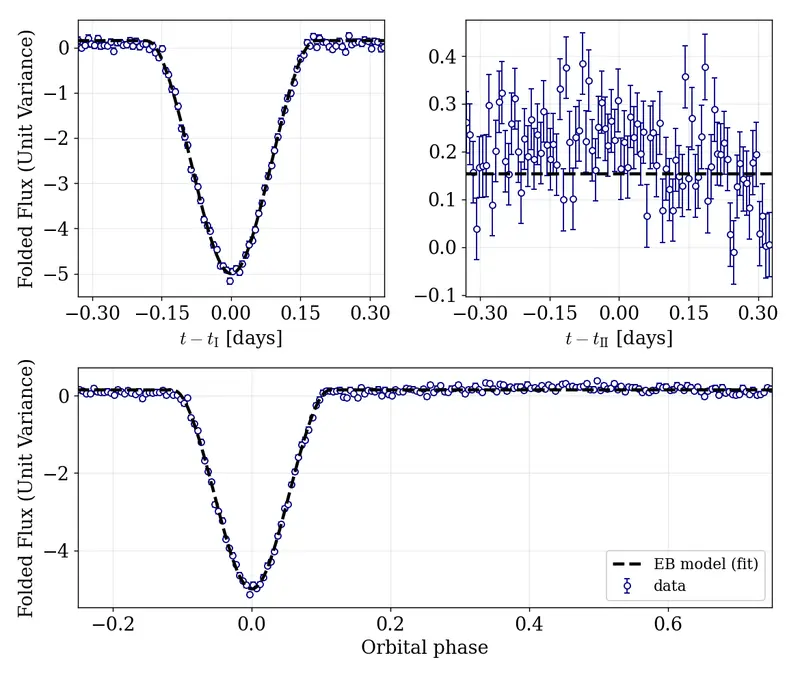 Folded Flux (Unit Variance)
0
−1
−2
−3
−4
−5
−0.30 −0.15 0.00 0.15 0.30
t − tI [days]
0.4
0.3
0.2
0.1
0.0
−0.1
−0.30 −0.15 0.00 0.15 0.30
t − tII [days]
Folded Flux (Unit Variance)
0
−2
−4
EB model (fit)
data
−0.2 0.0 0.2 0.4 0.6
Orbital phase